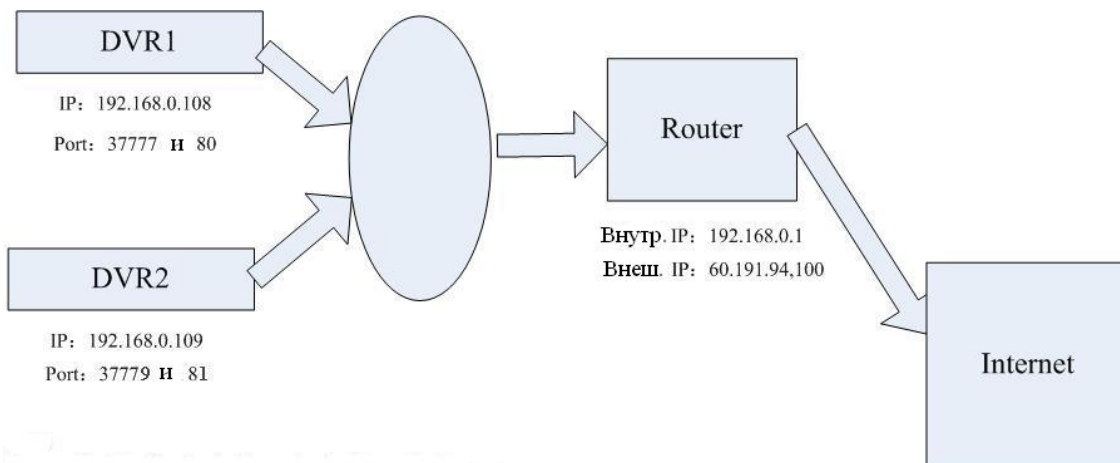 DVR1
IP: 192.168.0.108
Port: 37777 и 80
Router
Внутр. IP: 192.168.0.1
Внеш. IP: 60.191.94,100
DVR2
IP: 192.168.0.109
Port: 37779 и 81
Internet